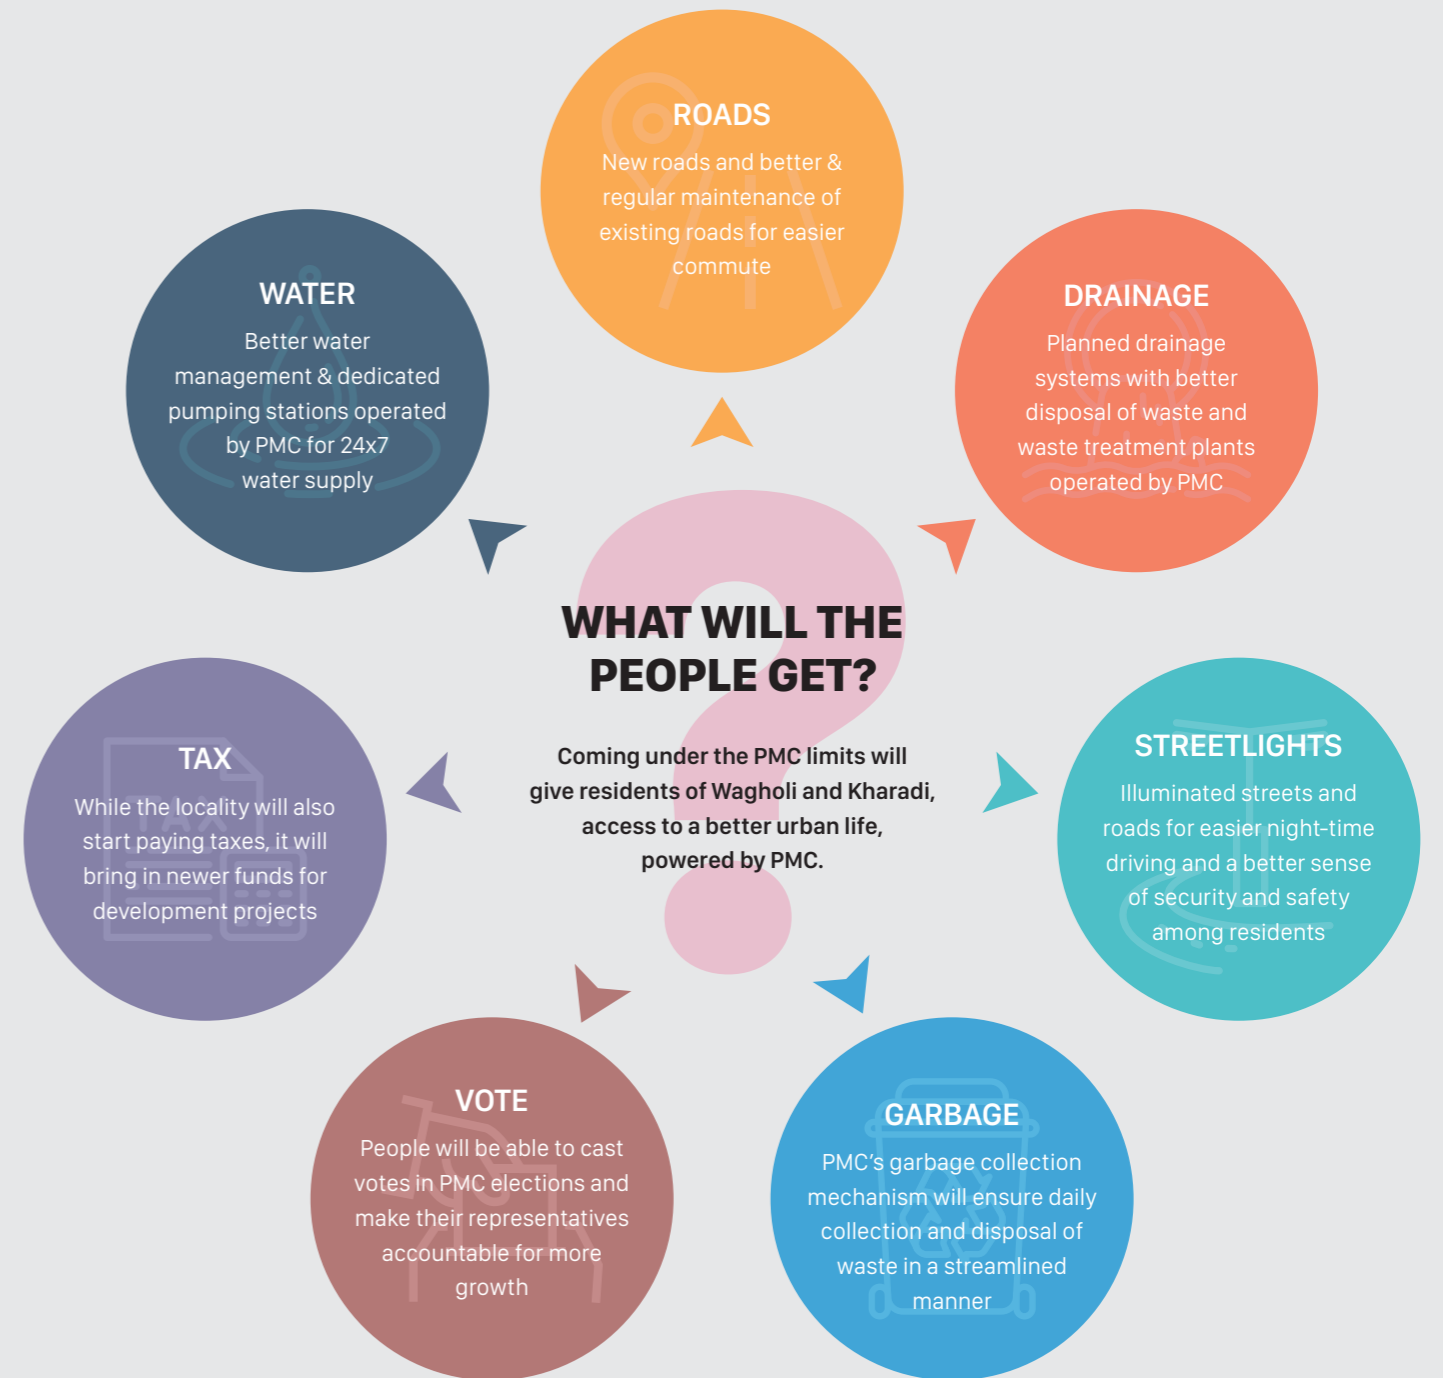 ROADS
New roads and better &
regular maintenance of
existing roads for easier
commute
WATER
Better water
management & dedicated
pumping stations operated
by PMC for 24x7
water supply
DRAINAGE
Planned drainage
systems with better
disposal of waste and
waste treatment plants
operated by PMC
WHAT WILL THE
PEOPLE GET?
Coming under the PMC limits will
give residents of Wagholi and Kharadi,
access to a better urban life,
powered by PMC.
TAX
While the locality will also
start paying taxes, it will
bring in newer funds for
development projects
TAX
STREETLIGHTS
Illuminated streets and
roads for easier night-time
driving and a better sense
of security and safety
among residents
VOTE
People will be able to cast
votes in PMC elections and
make their representatives
accountable for more
growth
GARBAGE
PMC’s garbage collection
mechanism will ensure daily
collection and disposal of
waste in a streamlined
manner
?